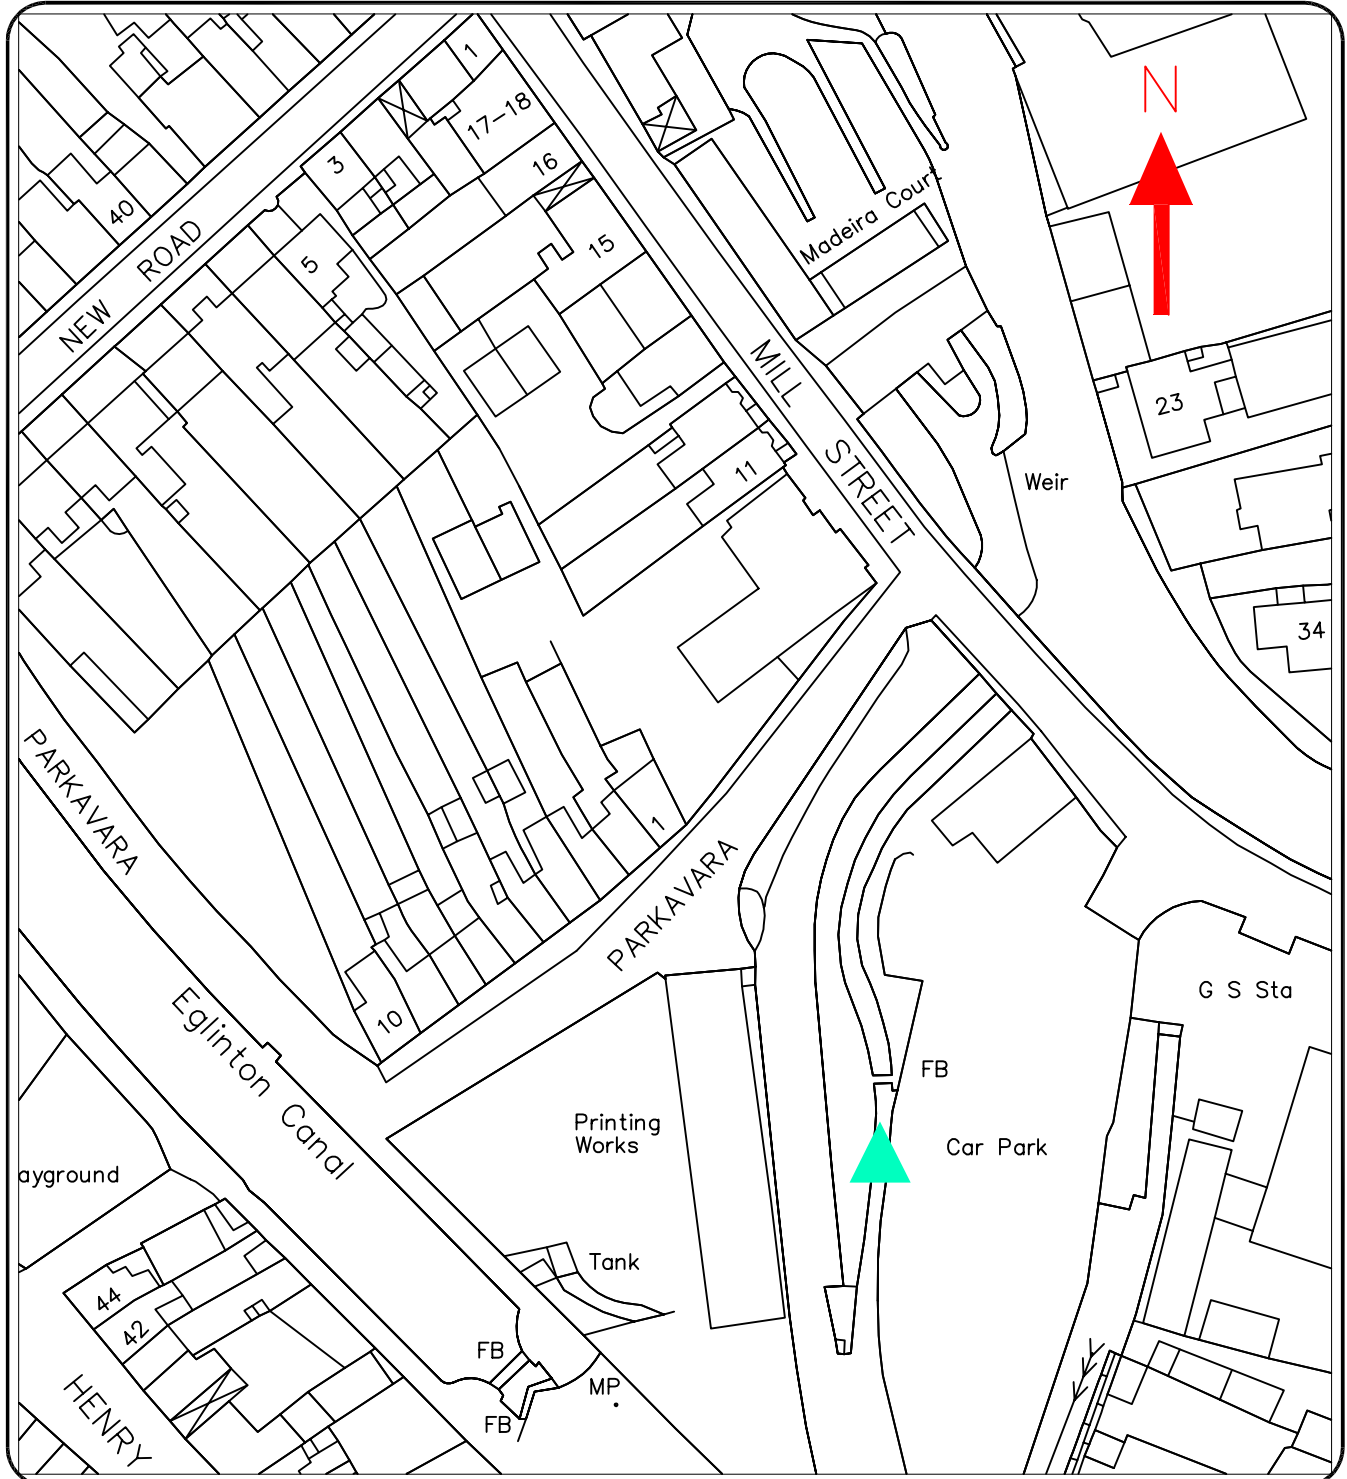 1
N
17-18
3
16
Madeira Court
40
NEW ROAD
5
15
MILL STREET
23
11
Weir
34
PARKAVARA
1
PARKAVARA
G S Sta
10
Eglinton Canal
FB
Printing
Works
Car Park
ayground
Tank
44
42
FB
MP
HENRY
FB